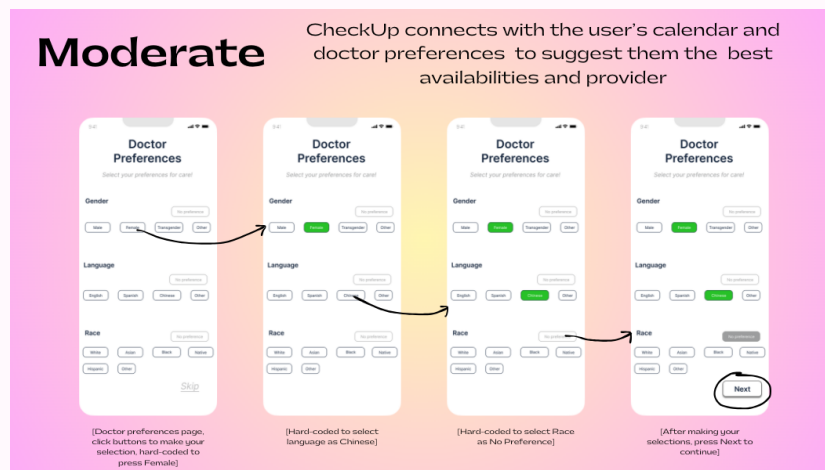 Moderate
CheckUp connects with the user's calendar and
doctor preferences to suggest them the best
availabilities and provider
Doctor
Preferences
Select your preferences for care!
Gender
No preference
Male Female Transgender Other
Language
No preference
English Spanish Chinese Other
Race
No preference
White Asian Black Native
Hispanic Other
Skip
[Doctor preferences page,
click buttons to make your
selection, hard-coded to
press Female]
Doctor
Preferences
Select your preferences for care!
Gender
No preference
Male Female Transgender Other
Language
No preference
English Spanish Chinese Other
Race
No preference
White Asian Black Native
Hispanic Other
[Hard-coded to select
language as Chinese]
Doctor
Preferences
Select your preferences for care!
Gender
No preference
Male Female Transgender Other
Language
No preference
English Spanish Chinese Other
Race
No preference
White Asian Black Native
Hispanic Other
[Hard-coded to select Race
as No Preference]
Doctor
Preferences
Select your preferences for care!
Gender
No preference
Male Female Transgender Other
Language
No preference
English Spanish Chinese Other
Race
No preference
White Asian Black Native
Hispanic Other
Next
[After making your
selections, press Next to
continue]